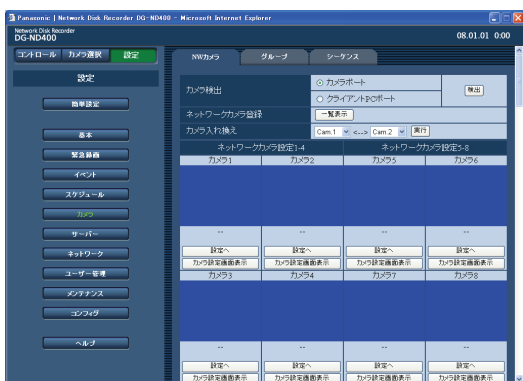 Panasonic | Network Disk Recorder DG-ND400 - Microsoft Internet Explorer
Network Disk Recorder
DG-ND400
08.01.01 0:00
コントロール カメラ選択 設定
設定
簡単設定
基本
緊急録画
イベント
スケジュール
カメラ
サーバー
ネットワーク
ユーザー管理
メンテナンス
コンフィグ
ヘルプ
NWカメラ グループ シーケンス
カメラ検出 カメラポート 検出
クライアントPCポート
ネットワークカメラ登録 一覧表示
カメラ入れ換え Cam.1 <--> Cam.2 実行
ネットワークカメラ設定1-4 ネットワークカメラ設定5-8
カメラ1 カメラ2 カメラ5 カメラ6
-- -- -- --
設定へ 設定へ 設定へ 設定へ
カメラ設定画面表示 カメラ設定画面表示 カメラ設定画面表示 カメラ設定画面表示
カメラ3 カメラ4 カメラ7 カメラ8
-- -- -- --
設定へ 設定へ 設定へ 設定へ
カメラ設定画面表示 カメラ設定画面表示 カメラ設定画面表示 カメラ設定画面表示